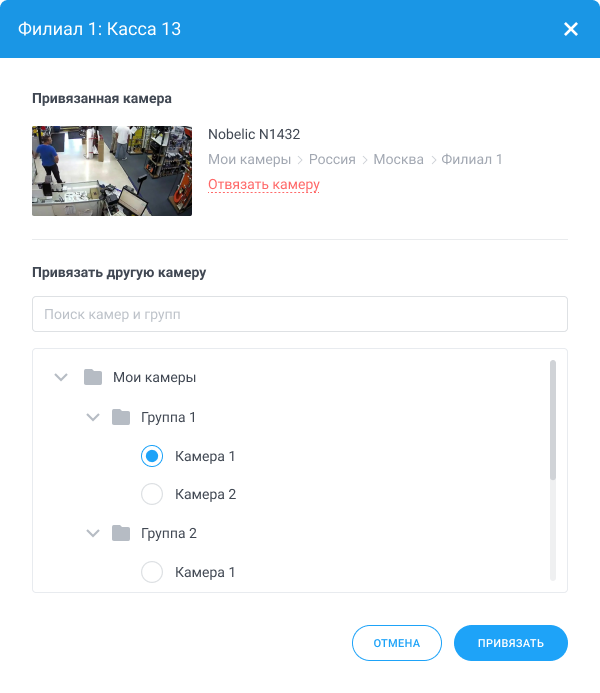 Филиал 1: Касса 13
Привязанная камера
Nobelic N1432
Мои камеры > Россия > Москва > Филиал 1
Отвязать камеру
Привязать другую камеру
Поиск камер и групп
Мои камеры
Группа 1
Камера 1
Камера 2
Группа 2
Камера 1
ОТМЕНА ПРИВЯЗАТЬ